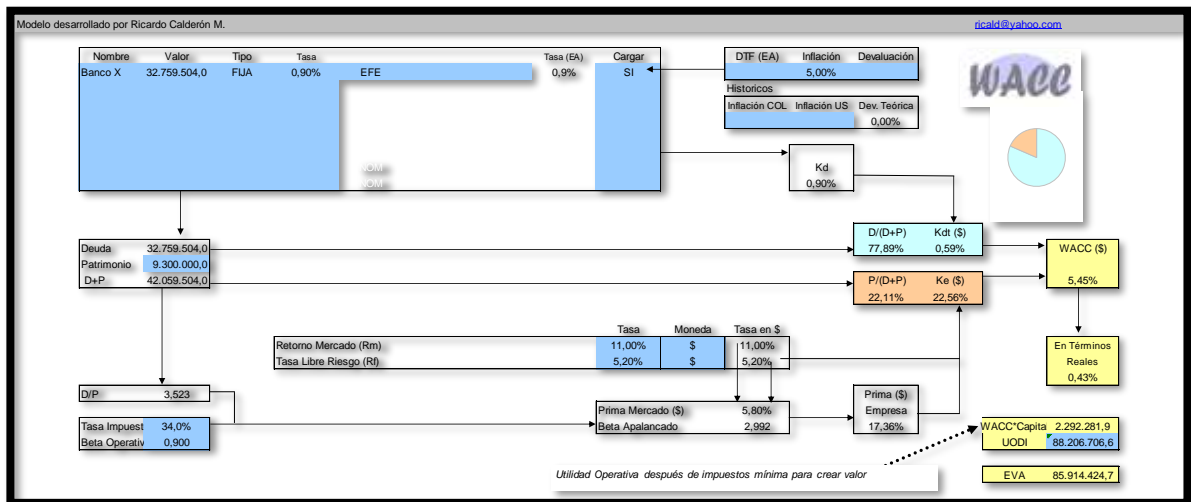 Modelo desarrollado por Ricardo Calderón M. ricald@yahoo.com
Nombre Valor Tipo Tasa Tasa (EA) Cargar
Banco X 32.759.504,0 FIJA 0,90% EFE 0,9% SI
DTF (EA) Inflación Devaluación
5,00%
Historicos
Inflación COL Inflación US Dev. Teórica
0,00%
WACC
NOM
NOM
Kd
0,90%
Deuda 32.759.504,0
Patrimonio 9.300.000,0
D+P 42.059.504,0
D/(D+P) Kdt ($)
77,89% 0,59%
WACC ($)
5,45%
P/(D+P) Ke ($)
22,11% 22,56%
Tasa Moneda Tasa en $
Retorno Mercado (Rm) 11,00% $ 11,00%
Tasa Libre Riesgo (Rf) 5,20% $ 5,20%
En Términos
Reales
0,43%
D/P 3,523
Tasa Impuest 34,0%
Beta Operativ 0,900
Prima Mercado ($) 5,80%
Beta Apalancado 2,992
Prima ($)
Empresa
17,36%
WACC*Capita 2.292.281,9
UODI 88.206.706,6
Utilidad Operativa después de impuestos mínima para crear valor
EVA 85.914.424,7